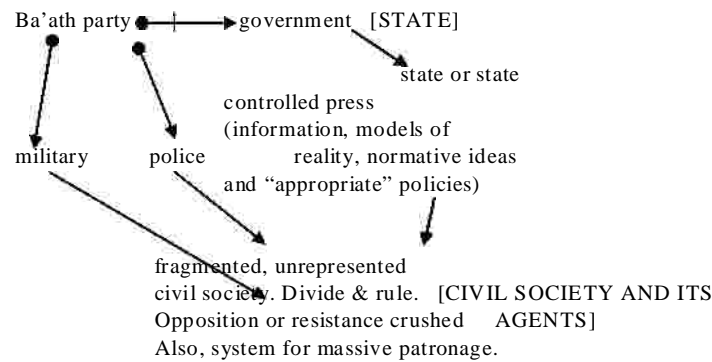 Ba’ath party government [STATE]
state or state
controlled press
(information, models of
military police reality, normative ideas
and “appropriate” policies)
fragmented, unrepresented
civil society. Divide & rule. [CIVIL SOCIETY AND ITS
Opposition or resistance crushed AGENTS]
Also, system for massive patronage.